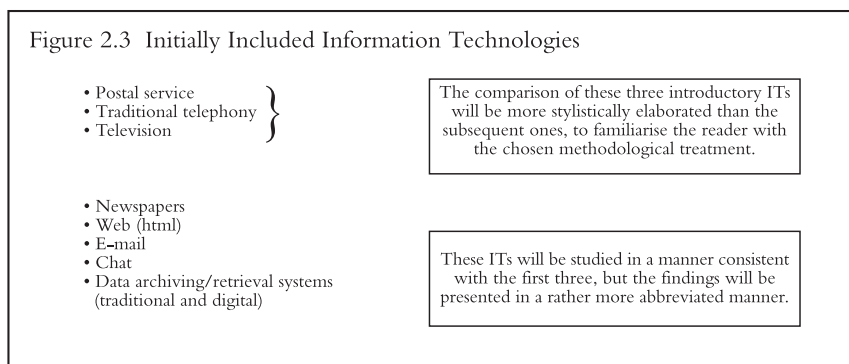 Figure 2.3 Initially Included Information Technologies
• Postal service
• Traditional telephony
• Television
The comparison of these three introductory ITs
will be more stylistically elaborated than the
subsequent ones, to familiarise the reader with
the chosen methodological treatment.
• Newspapers
• Web (html)
• E-mail
• Chat
• Data archiving/retrieval systems
(traditional and digital)
These ITs will be studied in a manner consistent
with the first three, but the findings will be
presented in a rather more abbreviated manner.